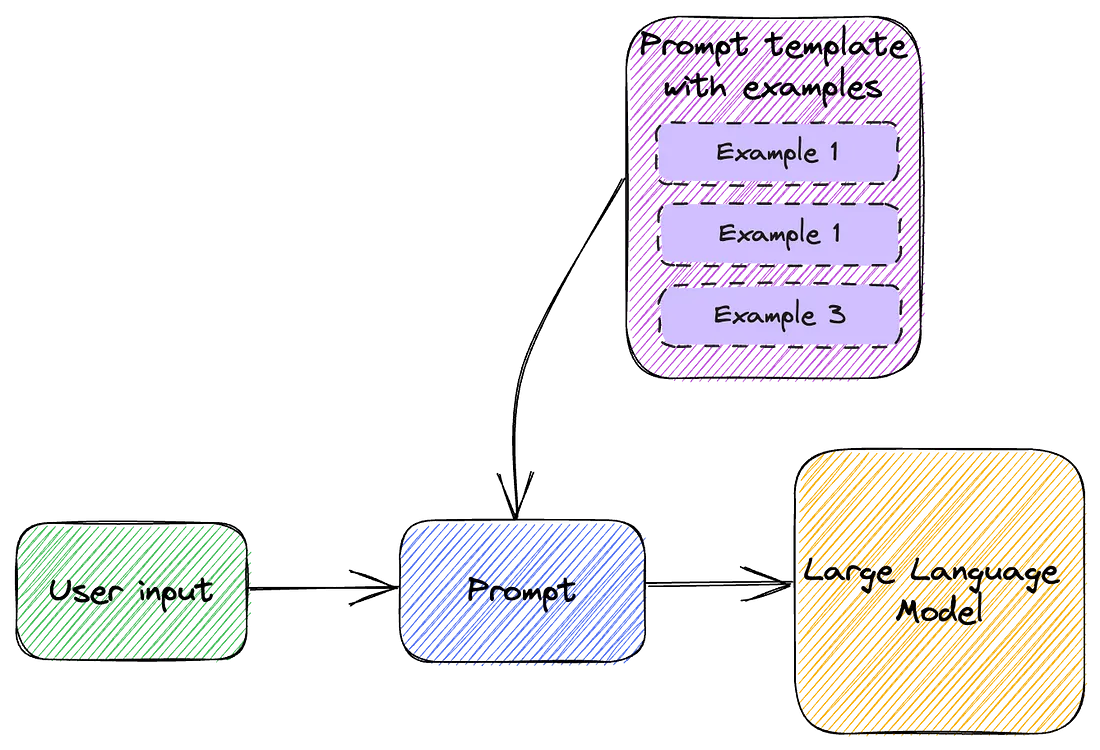 Prompt template
with examples
Example 1
Example 1
Example 3
User input
Prompt
Large Language
Model